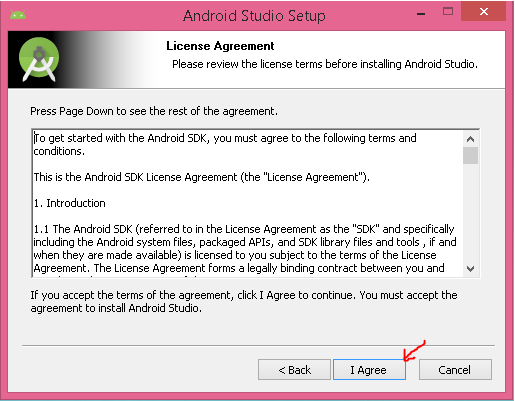 Android Studio Setup
License Agreement
Please review the license terms before installing Android Studio.
Press Page Down to see the rest of the agreement.
To get started with the Android SDK, you must agree to the following terms and
conditions.
This is the Android SDK License Agreement (the "License Agreement").
1. Introduction
1.1 The Android SDK (referred to in the License Agreement as the "SDK" and specifically
including the Android system files, packaged APIs, and SDK library files and tools , if and
when they are made available) is licensed to you subject to the terms of the License
Agreement. The License Agreement forms a legally binding contract between you and
If you accept the terms of the agreement, click I Agree to continue. You must accept the
agreement to install Android Studio.
< Back
I Agree
Cancel